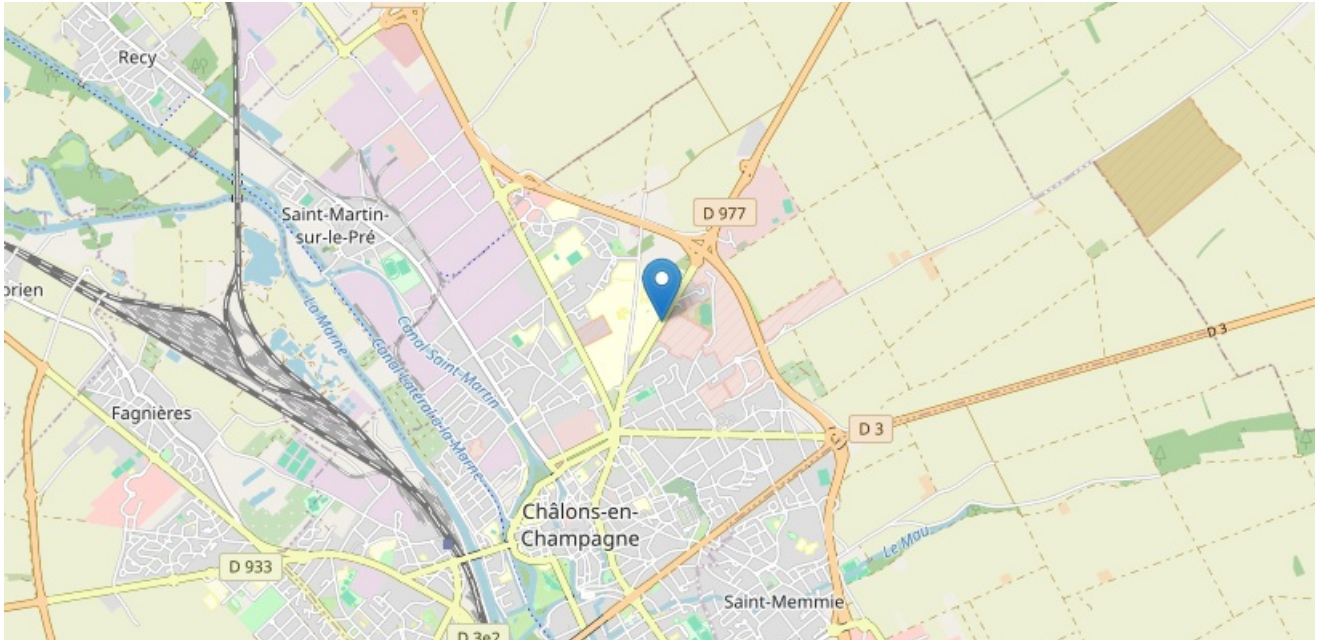 Recy
D 977
Saint-Martin-
sur-le-Pré
orien
La Marne
Canal Saint-Martin
Canal Latéral à la Marne
D 3
Fagnières
D 3
Châlons-en-
Champagne
Le Mau
D 933
Saint-Memmie
D 3e2